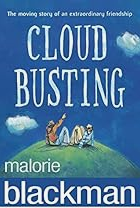 The moving story of an extraordinary friendship
CLOUD
BUSTING
malorie
blackman